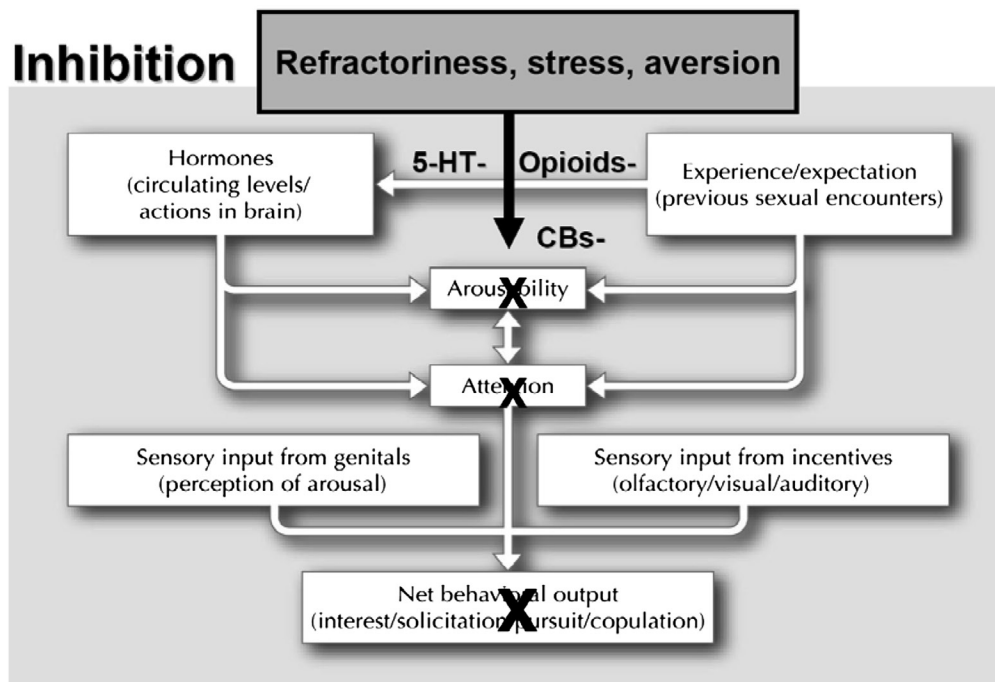 Inhibition
Refractoriness, stress, aversion
Hormones
(circulating levels/
actions in brain)
5-HT-
Opioids-
Experience/expectation
(previous sexual encounters)
CBs-
Arousability
X
Attention
X
Sensory input from genitals
(perception of arousal)
Sensory input from incentives
(olfactory/visual/auditory)
Net behavioral output
(interest/solicitation/pursuit/copulation)
X